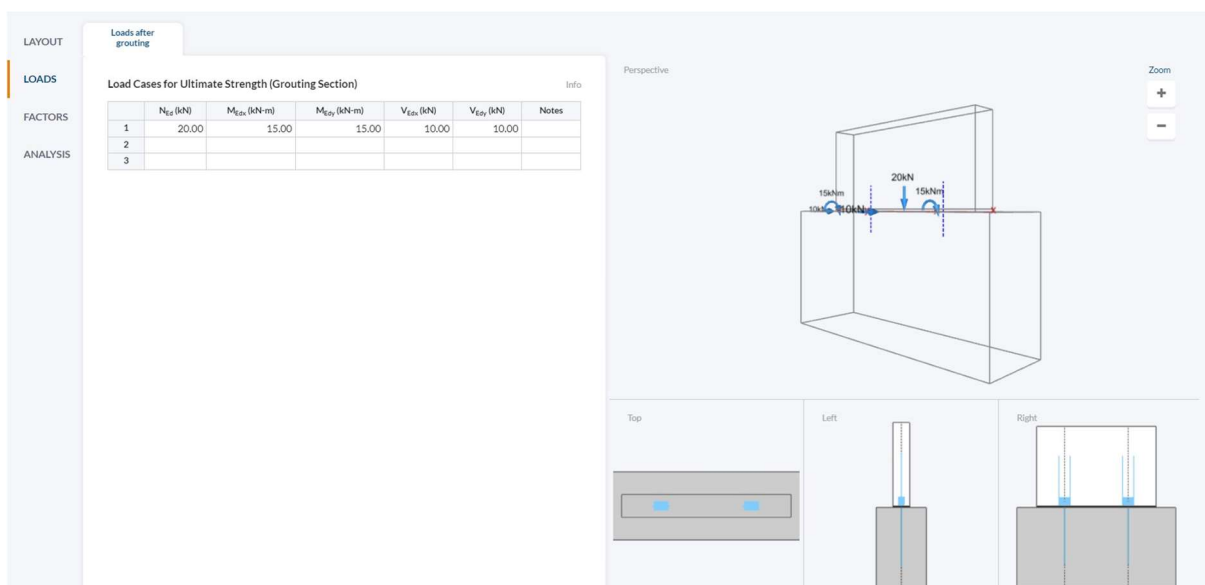 LAYOUT
LOADS
FACTORS
ANALYSIS
Loads after
grouting
Load Cases for Ultimate Strength (Grouting Section)
Info
N_Ed (kN) M_Edx (kN-m) M_Edy (kN-m) V_Edx (kN) V_Edy (kN) Notes
1 20.00 15.00 15.00 10.00 10.00
2
3
Perspective
Zoom
+
−
20kN
15kNm
15kNm
10kN
x
Top
Left
Right